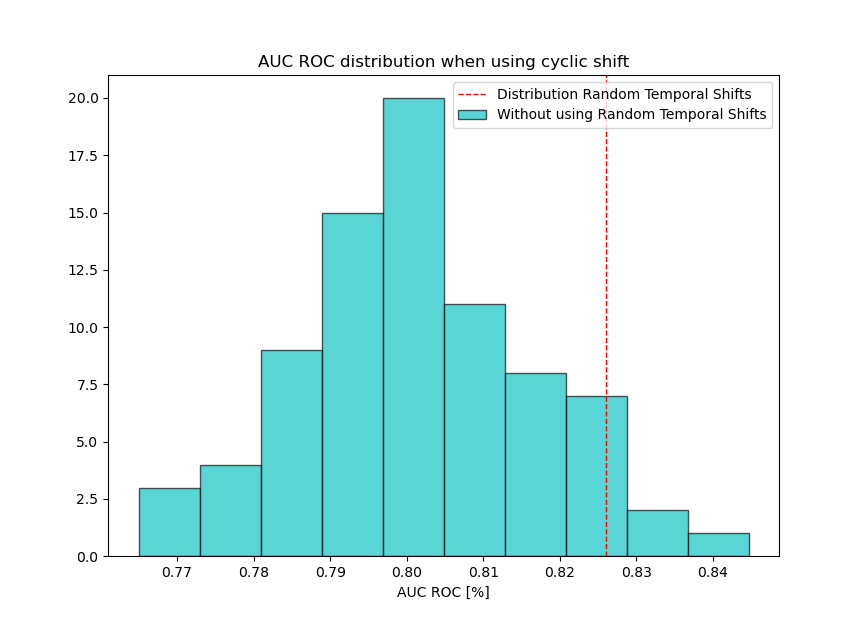 AUC ROC distribution when using cyclic shift
Distribution Random Temporal Shifts
Without using Random Temporal Shifts
20.0
17.5
15.0
12.5
10.0
7.5
5.0
2.5
0.0
0.77 0.78 0.79 0.80 0.81 0.82 0.83 0.84
AUC ROC [%]